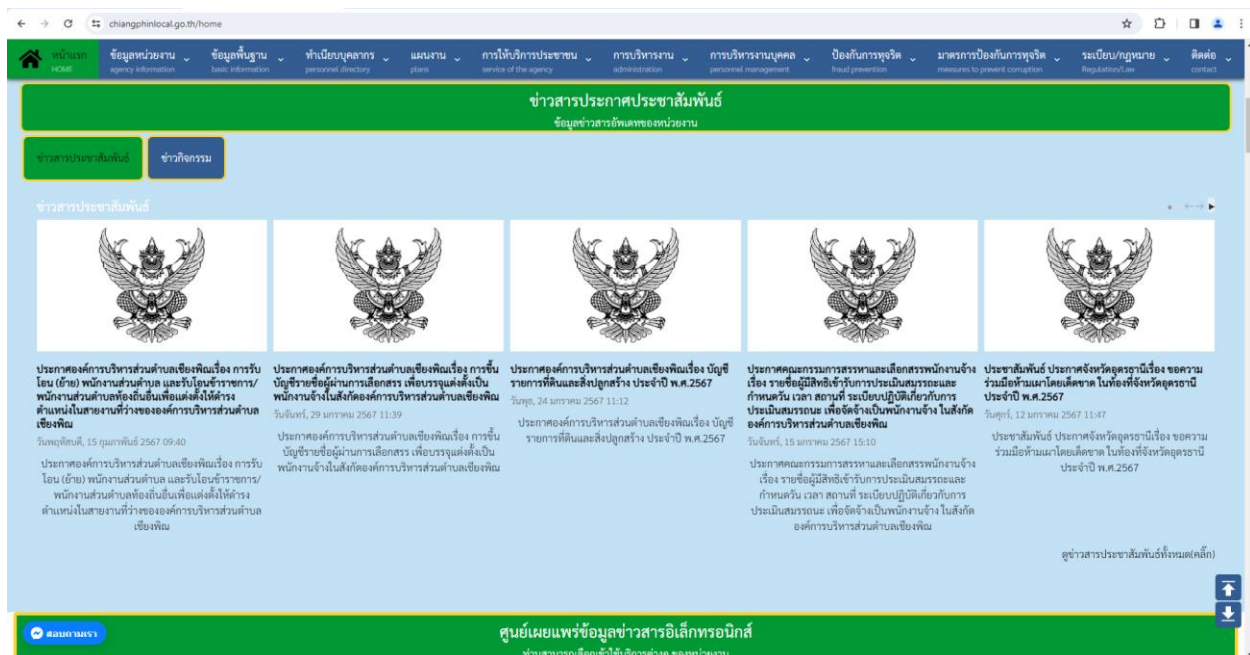 chiangphinlocal.go.th/home
หน้าแรก ข้อมูลหน่วยงาน ข้อมูลพื้นฐาน ทำเนียบบุคลากร แผนงาน การให้บริการประชาชน การบริหารงาน การบริหารงานบุคคล ป้องกันการทุจริต มาตรการป้องกันการทุจริต ระเบียบ/กฎหมาย ติดต่อ
HOME agency information basic information personnel directory plans service of the agency administration personnel management fraud prevention measures to prevent corruption Regulation/Law contact
ข่าวสารประกาศประชาสัมพันธ์
ข้อมูลข่าวสารอัพเดทของหน่วยงาน
ข่าวสารประชาสัมพันธ์ ข่าวกิจกรรม
ข่าวสารประชาสัมพันธ์
ประกาศองค์การบริหารส่วนตำบลเชียงพิณเรื่อง การรับ
โอน (ย้าย) พนักงานส่วนตำบล และรับโอนข้าราชการ/
พนักงานส่วนตำบลท้องถิ่นอื่นเพื่อแต่งตั้งให้ดำรง
ตำแหน่งในสายงานที่ว่างขององค์การบริหารส่วนตำบล
เชียงพิณ
วันพฤหัสบดี, 15 กุมภาพันธ์ 2567 09:40
ประกาศองค์การบริหารส่วนตำบลเชียงพิณเรื่อง การรับ
โอน (ย้าย) พนักงานส่วนตำบล และรับโอนข้าราชการ/
พนักงานส่วนตำบลท้องถิ่นอื่นเพื่อแต่งตั้งให้ดำรง
ตำแหน่งในสายงานที่ว่างขององค์การบริหารส่วนตำบล
เชียงพิณ
ประกาศองค์การบริหารส่วนตำบลเชียงพิณเรื่อง การขึ้น
บัญชีรายชื่อผู้ผ่านการเลือกสรร เพื่อบรรจุแต่งตั้งเป็น
พนักงานจ้างในสังกัดองค์การบริหารส่วนตำบลเชียงพิณ
วันจันทร์, 29 มกราคม 2567 11:39
ประกาศองค์การบริหารส่วนตำบลเชียงพิณเรื่อง การขึ้น
บัญชีรายชื่อผู้ผ่านการเลือกสรร เพื่อบรรจุแต่งตั้งเป็น
พนักงานจ้างในสังกัดองค์การบริหารส่วนตำบลเชียงพิณ
ประกาศองค์การบริหารส่วนตำบลเชียงพิณเรื่อง บัญชี
รายการที่ดินและสิ่งปลูกสร้าง ประจำปี พ.ศ.2567
วันพุธ, 24 มกราคม 2567 11:12
ประกาศองค์การบริหารส่วนตำบลเชียงพิณเรื่อง บัญชี
รายการที่ดินและสิ่งปลูกสร้าง ประจำปี พ.ศ.2567
ประกาศคณะกรรมการสรรหาและเลือกสรรพนักงานจ้าง
เรื่อง รายชื่อผู้มีสิทธิเข้ารับการประเมินสมรรถนะและ
กำหนดวัน เวลา สถานที่ ระเบียบปฏิบัติเกี่ยวกับการ
ประเมินสมรรถนะ เพื่อจัดจ้างเป็นพนักงานจ้าง ในสังกัด
องค์การบริหารส่วนตำบลเชียงพิณ
วันจันทร์, 15 มกราคม 2567 15:10
ประกาศคณะกรรมการสรรหาและเลือกสรรพนักงานจ้าง
เรื่อง รายชื่อผู้มีสิทธิเข้ารับการประเมินสมรรถนะและ
กำหนดวัน เวลา สถานที่ ระเบียบปฏิบัติเกี่ยวกับการ
ประเมินสมรรถนะ เพื่อจัดจ้างเป็นพนักงานจ้าง ในสังกัด
องค์การบริหารส่วนตำบลเชียงพิณ
ประชาสัมพันธ์ ประกาศจังหวัดอุดรธานีเรื่อง ขอความ
ร่วมมือห้ามเผาโดยเด็ดขาด ในท้องที่จังหวัดอุดรธานี
ประจำปี พ.ศ.2567
วันศุกร์, 12 มกราคม 2567 11:47
ประชาสัมพันธ์ ประกาศจังหวัดอุดรธานีเรื่อง ขอความ
ร่วมมือห้ามเผาโดยเด็ดขาด ในท้องที่จังหวัดอุดรธานี
ประจำปี พ.ศ.2567
ดูข่าวสารประชาสัมพันธ์ทั้งหมด(คลิ๊ก)
ศูนย์เผยแพร่ข้อมูลข่าวสารอิเล็กทรอนิกส์
ท่านสามารถเลือกเข้าใช้บริการต่างๆ ของหน่วยงาน
สอบถามเรา